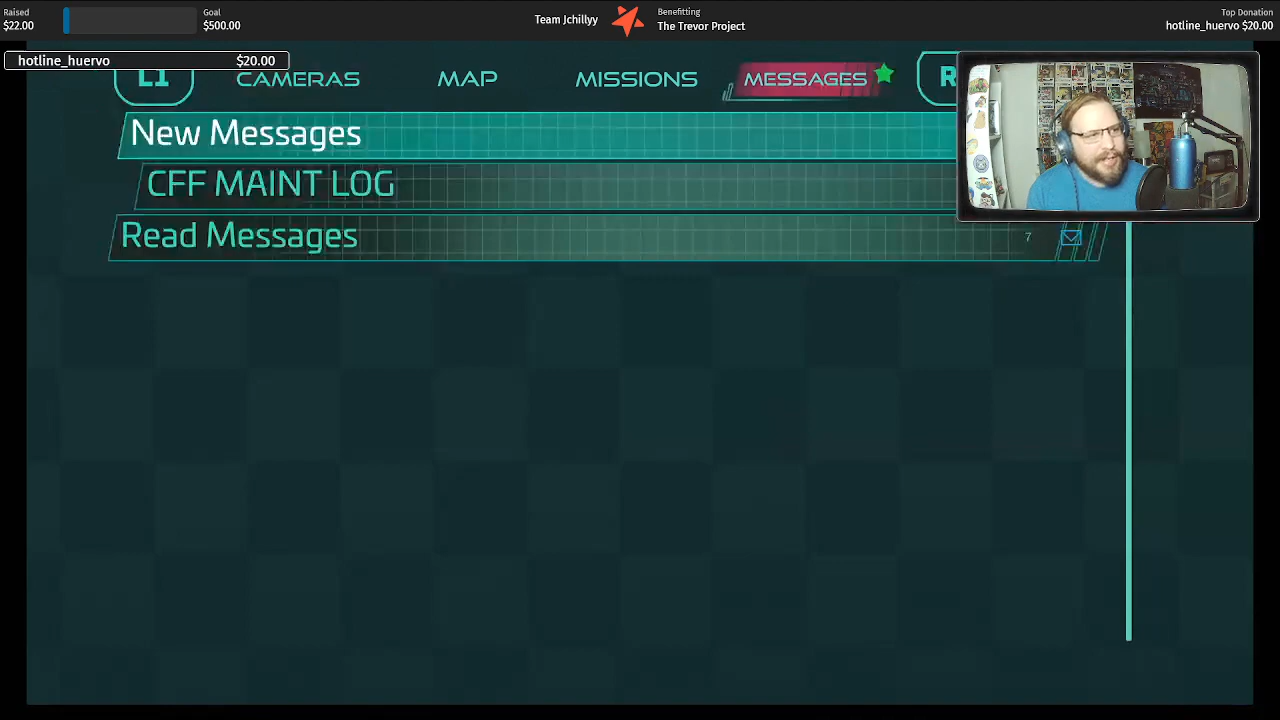 Raised
$22.00
Goal
$500.00
Team Jchillyy
Benefitting
The Trevor Project
Top Donation
hotline_huervo $20.00
hotline_huervo $20.00
L1
CAMERAS
MAP
MISSIONS
MESSAGES
R
New Messages
CFF MAINT LOG
Read Messages
7